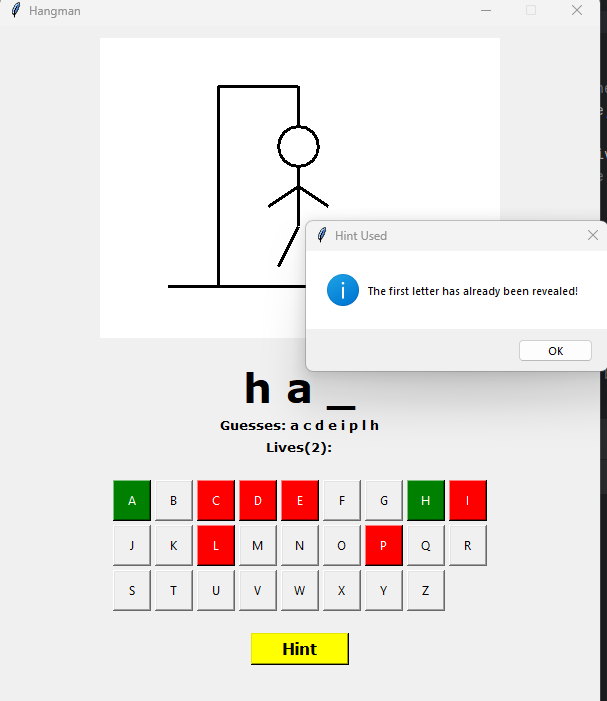 Hangman
Hint Used
The first letter has already been revealed!
OK
h a _
Guesses: a c d e i p l h
Lives(2):
A B C D E F G H I
J K L M N O P Q R
S T U V W X Y Z
Hint